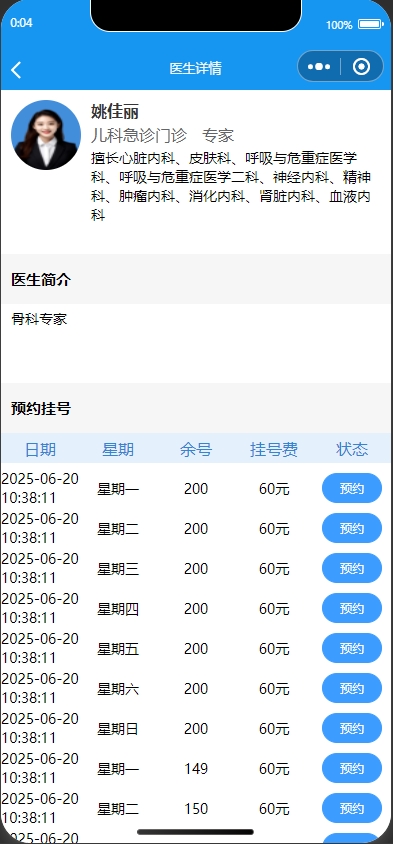 0:04
100%
医生详情
姚佳丽
儿科急诊门诊 专家
擅长心脏内科、皮肤科、呼吸与危重症医学
科、呼吸与危重症医学二科、神经内科、精神
科、肿瘤内科、消化内科、肾脏内科、血液内
科
医生简介
骨科专家
预约挂号
日期 星期 余号 挂号费 状态
2025-06-20
10:38:11 星期一 200 60元 预约
2025-06-20
10:38:11 星期二 200 60元 预约
2025-06-20
10:38:11 星期三 200 60元 预约
2025-06-20
10:38:11 星期四 200 60元 预约
2025-06-20
10:38:11 星期五 200 60元 预约
2025-06-20
10:38:11 星期六 200 60元 预约
2025-06-20
10:38:11 星期日 200 60元 预约
2025-06-20
10:38:11 星期一 149 60元 预约
2025-06-20
10:38:11 星期二 150 60元 预约
2025-06-20